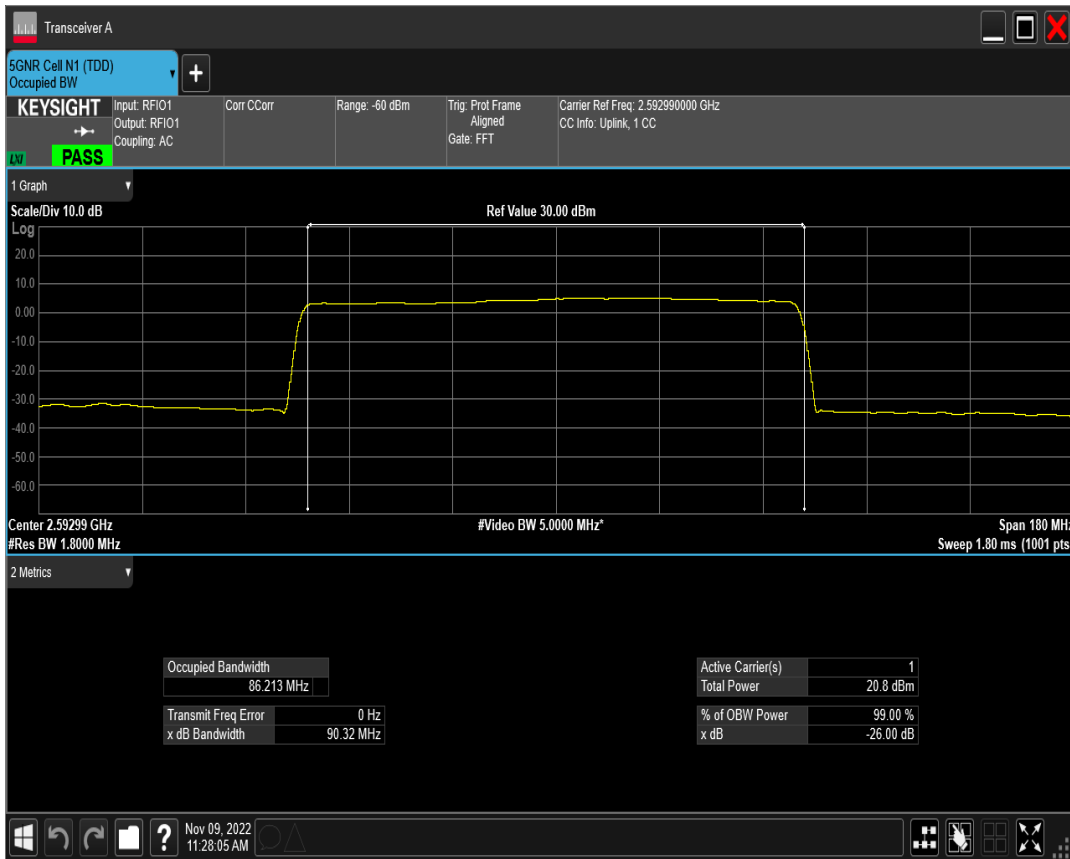 Transceiver A
5GNR Cell N1 (TDD)
Occupied BW
+
KEYSIGHT
LXI
PASS
Input: RFIO1
Output: RFIO1
Coupling: AC
Corr CCorr
Range: -60 dBm
Trig: Prot Frame
Aligned
Gate: FFT
Carrier Ref Freq: 2.592990000 GHz
CC Info: Uplink, 1 CC
1 Graph
Scale/Div 10.0 dB
Ref Value 30.00 dBm
Log
20.0
10.0
0.00
-10.0
-20.0
-30.0
-40.0
-50.0
-60.0
Center 2.59299 GHz
#Video BW 5.0000 MHz*
Span 180 MHz
#Res BW 1.8000 MHz
Sweep 1.80 ms (1001 pts
2 Metrics
Occupied Bandwidth
86.213 MHz
Transmit Freq Error 0 Hz
x dB Bandwidth 90.32 MHz
Active Carrier(s) 1
Total Power 20.8 dBm
% of OBW Power 99.00 %
x dB -26.00 dB
?
Nov 09, 2022
11:28:05 AM